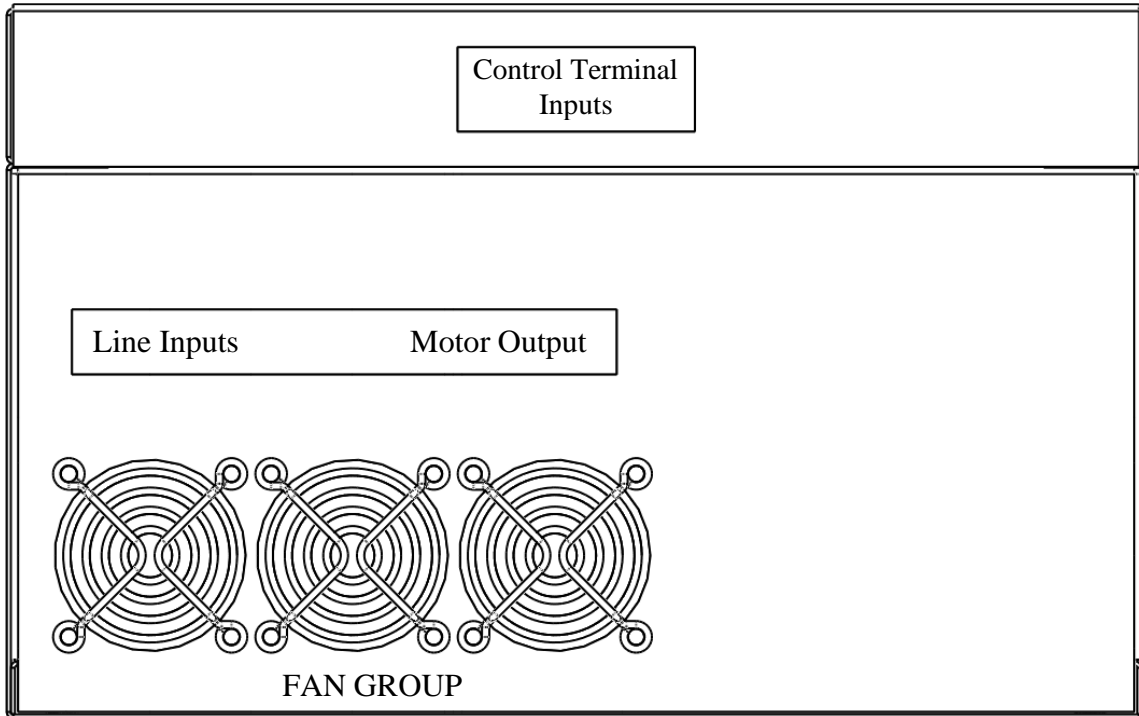 Control Terminal
Inputs
Line Inputs Motor Output
FAN GROUP